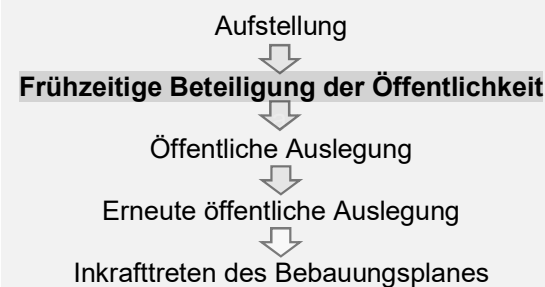 Aufstellung
Frühzeitige Beteiligung der Öffentlichkeit
Öffentliche Auslegung
Erneute öffentliche Auslegung
Inkrafttreten des Bebauungsplanes